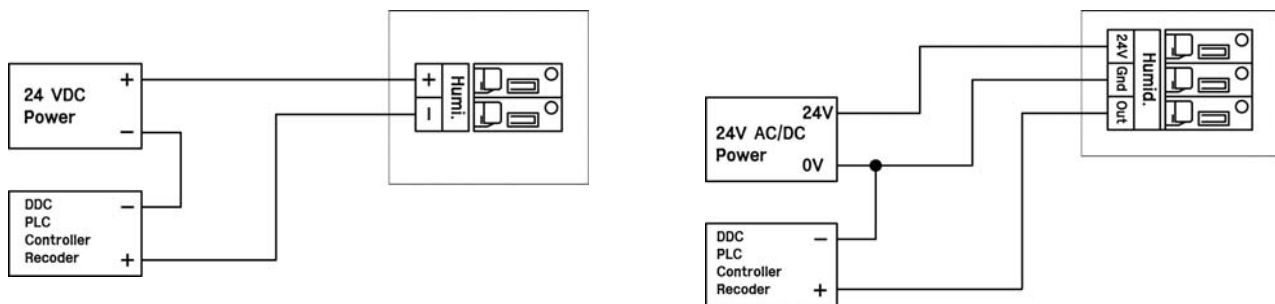 24 VDC
Power
+
−
DDC
PLC
Controller
Recoder
−
+
+
−
Humi.
24V AC/DC
Power
24V
0V
DDC
PLC
Controller
Recoder
−
+
24V
Gnd
Out
Humid.